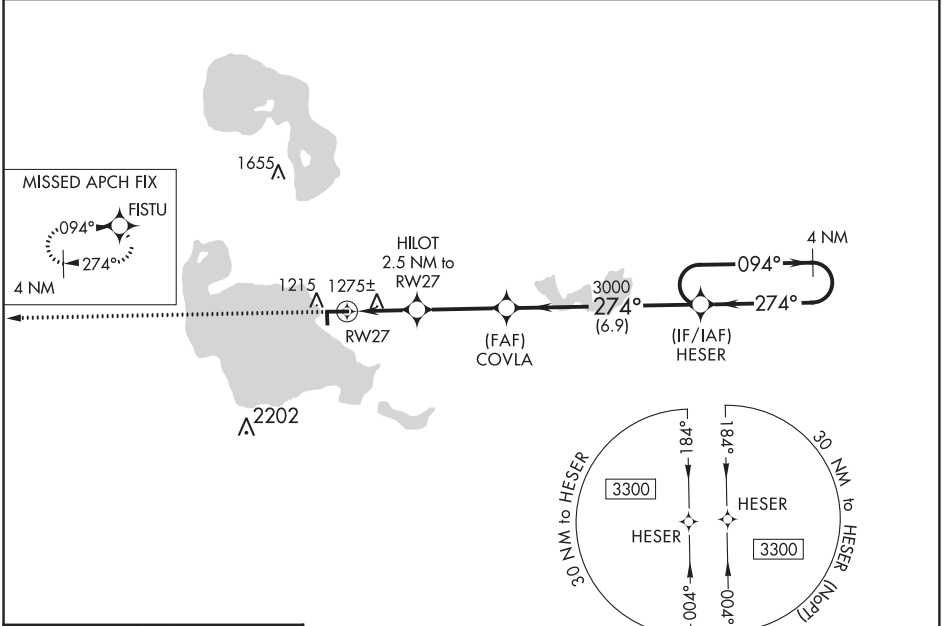 1655
MISSED APCH FIX
FISTU
094°
274°
4 NM
HILOT
2.5 NM to
RW27
1215 1275±
RW27
(FAF)
COVLA
3000
274°
(6.9)
094°
4 NM
274°
(IF/IAF)
HESER
2202
30 NM to HESER
184°
3300
HESER
004°
184°
HESER
3300
004°
30 NM to HESER (NoPT)